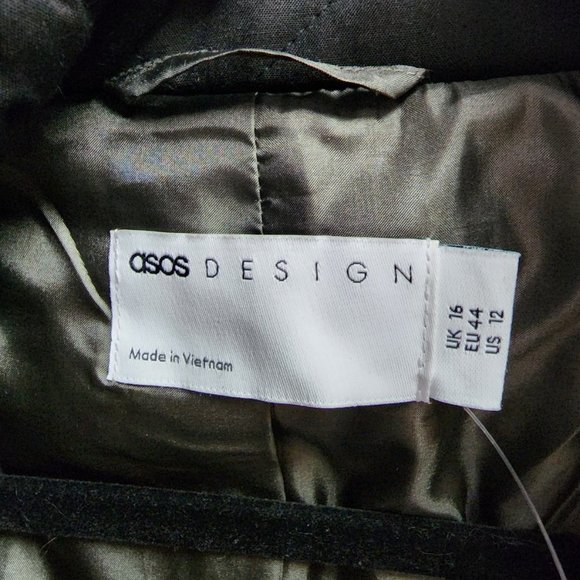 asos DESIGN
Made in Vietnam
UK 16
EU 44
US 12